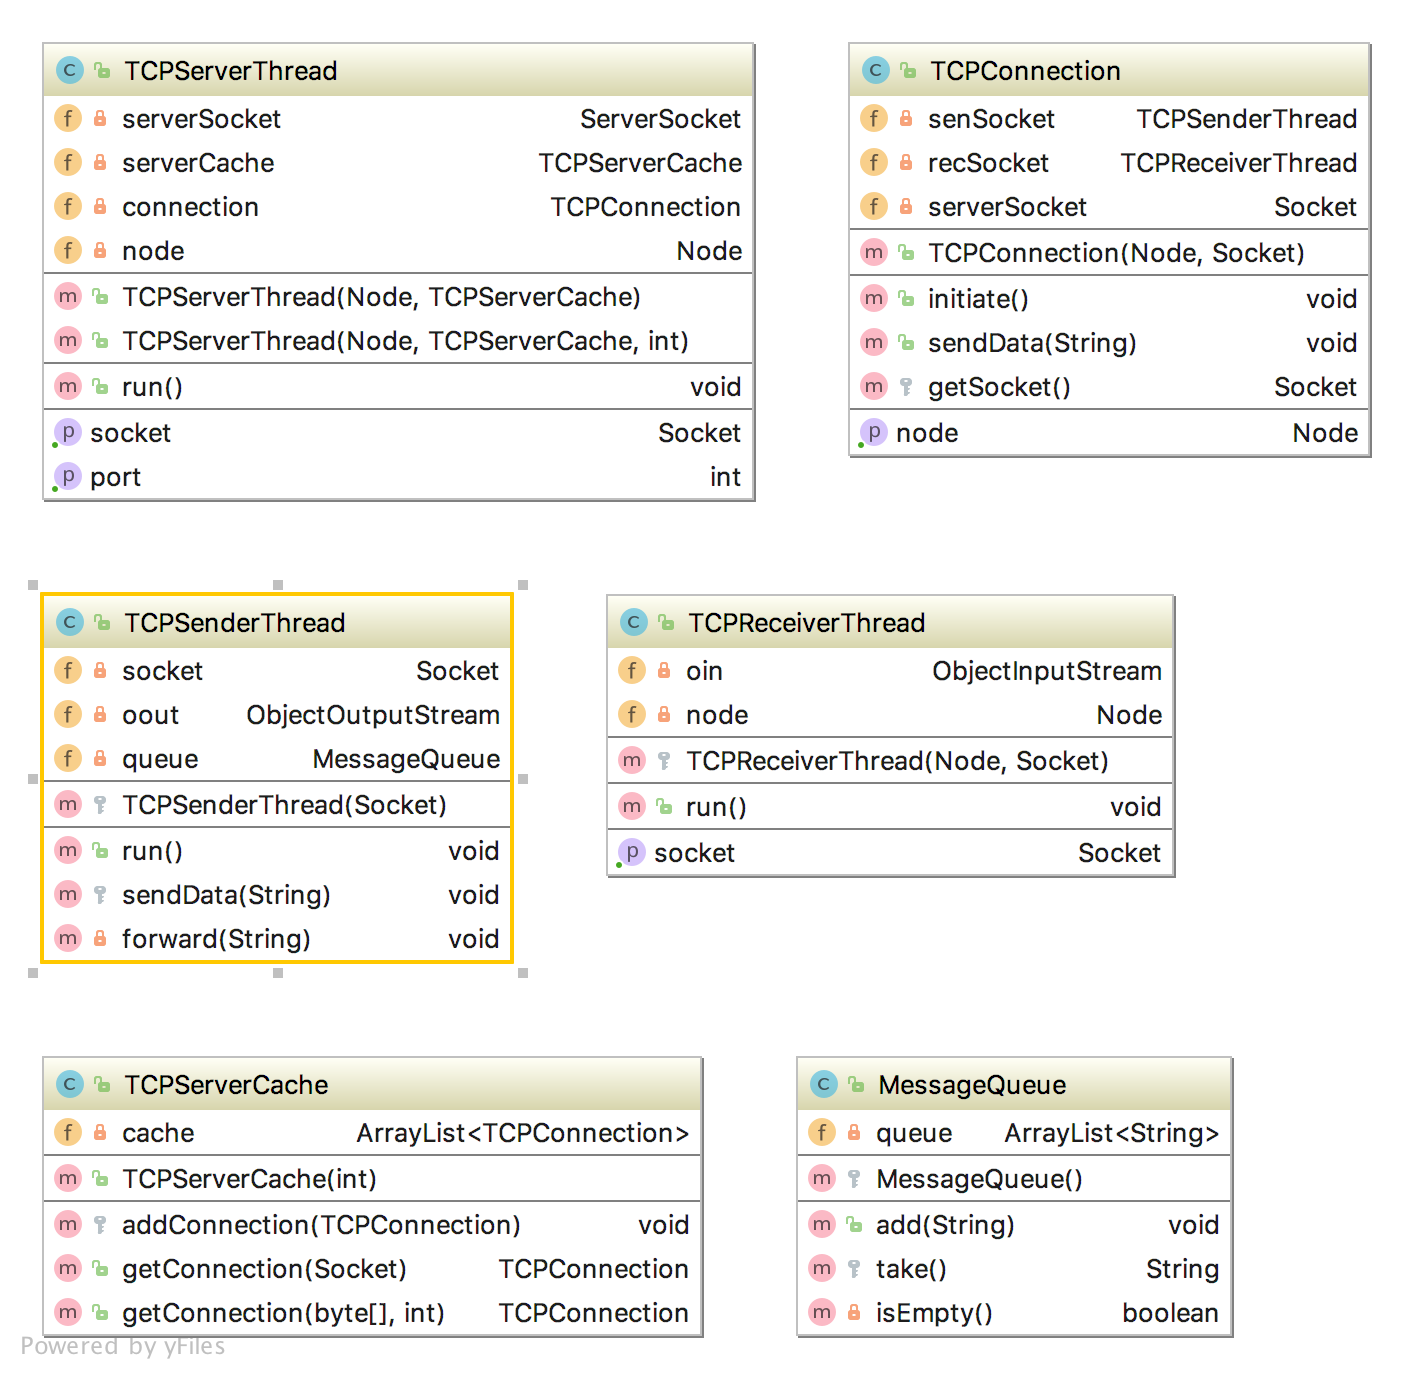 C TCPServerThread
f serverSocket ServerSocket
f serverCache TCPServerCache
f connection TCPConnection
f node Node
m TCPServerThread(Node, TCPServerCache)
m TCPServerThread(Node, TCPServerCache, int)
m run() void
p socket Socket
p port int
C TCPConnection
f senSocket TCPSenderThread
f recSocket TCPReceiverThread
f serverSocket Socket
m TCPConnection(Node, Socket)
m initiate() void
m sendData(String) void
m getSocket() Socket
p node Node
C TCPSenderThread
f socket Socket
f oout ObjectOutputStream
f queue MessageQueue
m TCPSenderThread(Socket)
m run() void
m sendData(String) void
m forward(String) void
C TCPReceiverThread
f oin ObjectInputStream
f node Node
m TCPReceiverThread(Node, Socket)
m run() void
p socket Socket
C TCPServerCache
f cache ArrayList<TCPConnection>
m TCPServerCache(int)
m addConnection(TCPConnection) void
m getConnection(Socket) TCPConnection
m getConnection(byte[], int) TCPConnection
C MessageQueue
f queue ArrayList<String>
m MessageQueue()
m add(String) void
m take() String
m isEmpty() boolean
Powered by yFiles